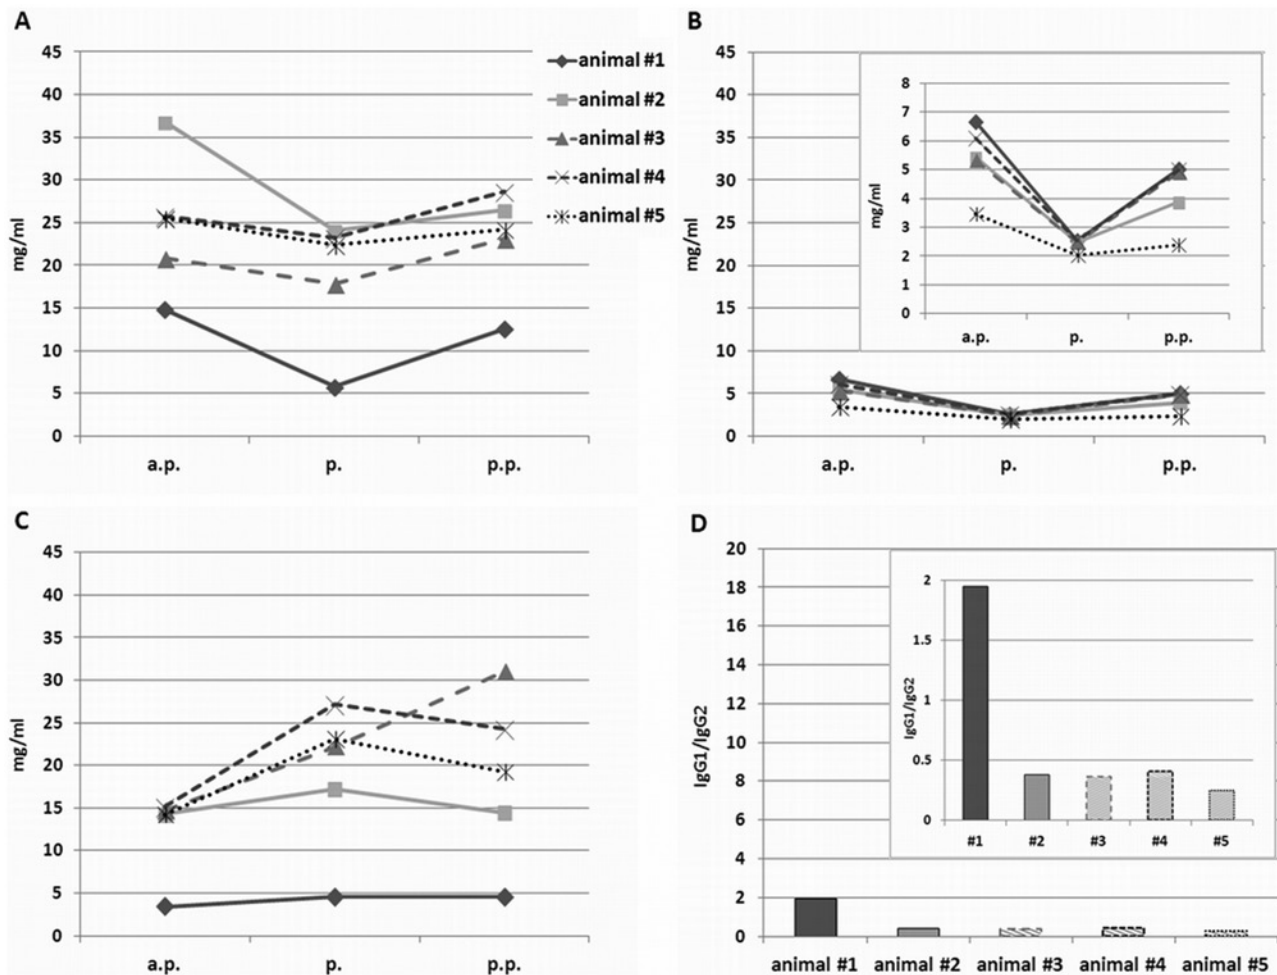 A
45
40
35
30
25
20
15
10
5
0
mg/ml
a.p.
p.
p.p.
animal #1
animal #2
animal #3
animal #4
animal #5
B
45
40
35
30
25
20
15
10
5
0
mg/ml
a.p.
p.
p.p.
8
7
6
5
4
3
2
1
0
mg/ml
a.p.
p.
p.p.
C
45
40
35
30
25
20
15
10
5
0
mg/ml
a.p.
p.
p.p.
D
20
18
16
14
12
10
8
6
4
2
0
IgG1/IgG2
animal #1
animal #2
animal #3
animal #4
animal #5
2
1.5
1
0.5
0
IgG1/IgG2
#1
#2
#3
#4
#5